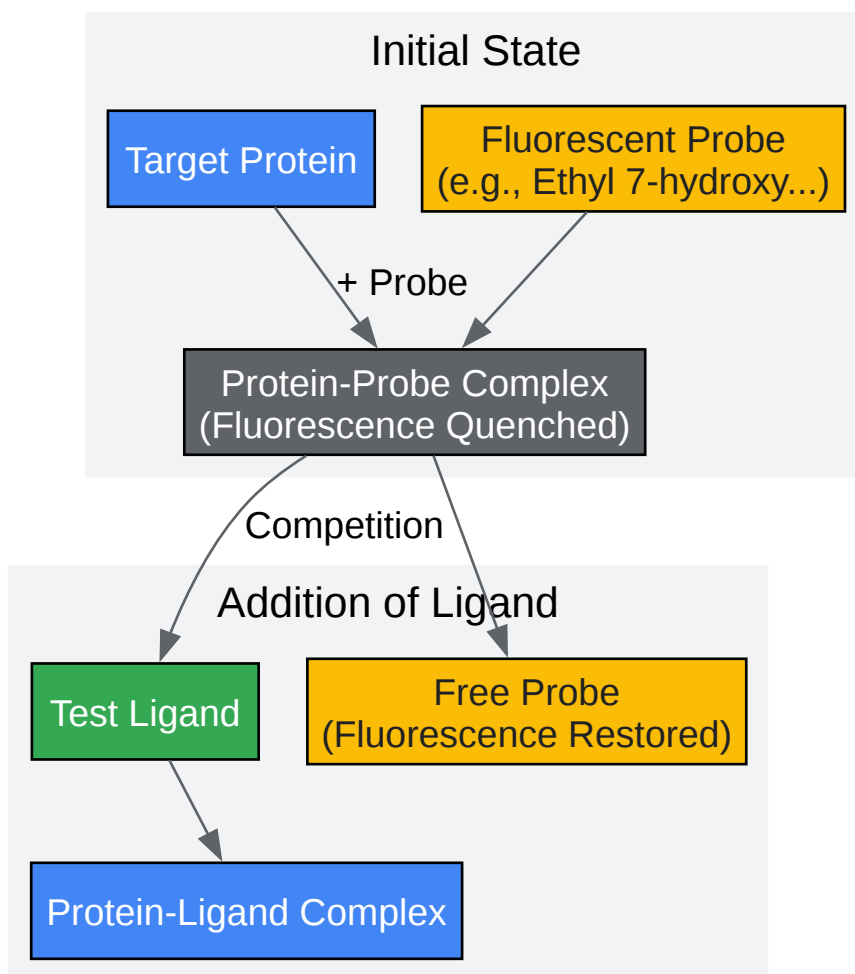 Initial State
Target Protein
Fluorescent Probe
(e.g., Ethyl 7-hydroxy...)
+ Probe
Protein-Probe Complex
(Fluorescence Quenched)
Competition
Addition of Ligand
Test Ligand
Free Probe
(Fluorescence Restored)
Protein-Ligand Complex